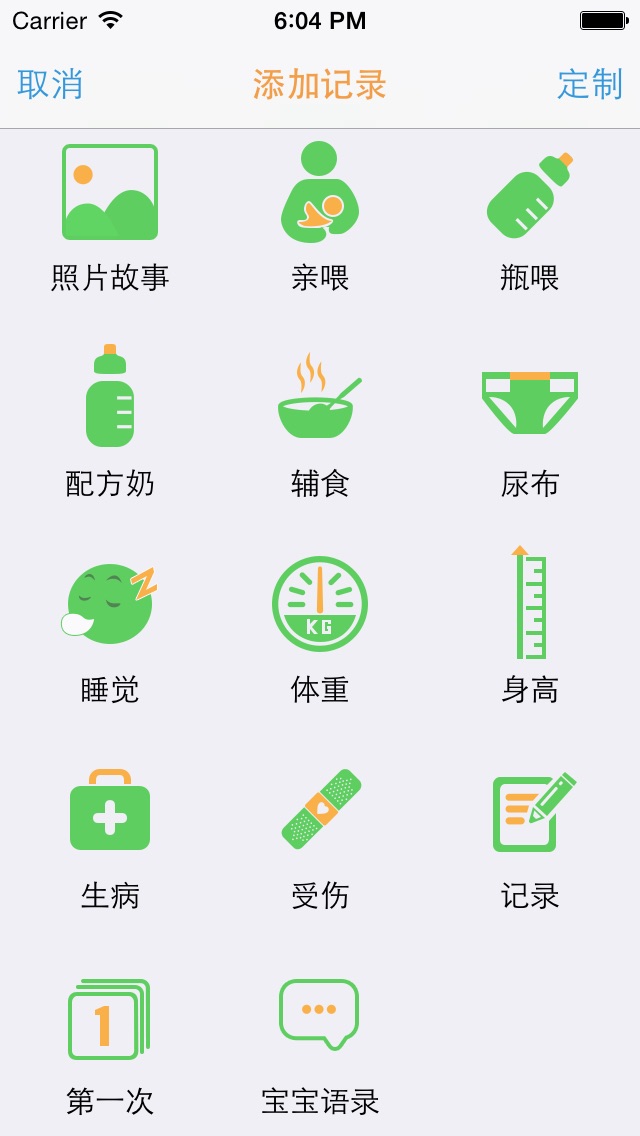 Carrier 6:04 PM
取消 添加记录 定制
照片故事 亲喂 瓶喂
配方奶 辅食 尿布
KG
睡觉 体重 身高
生病 受伤 记录
1
第一次 宝宝语录